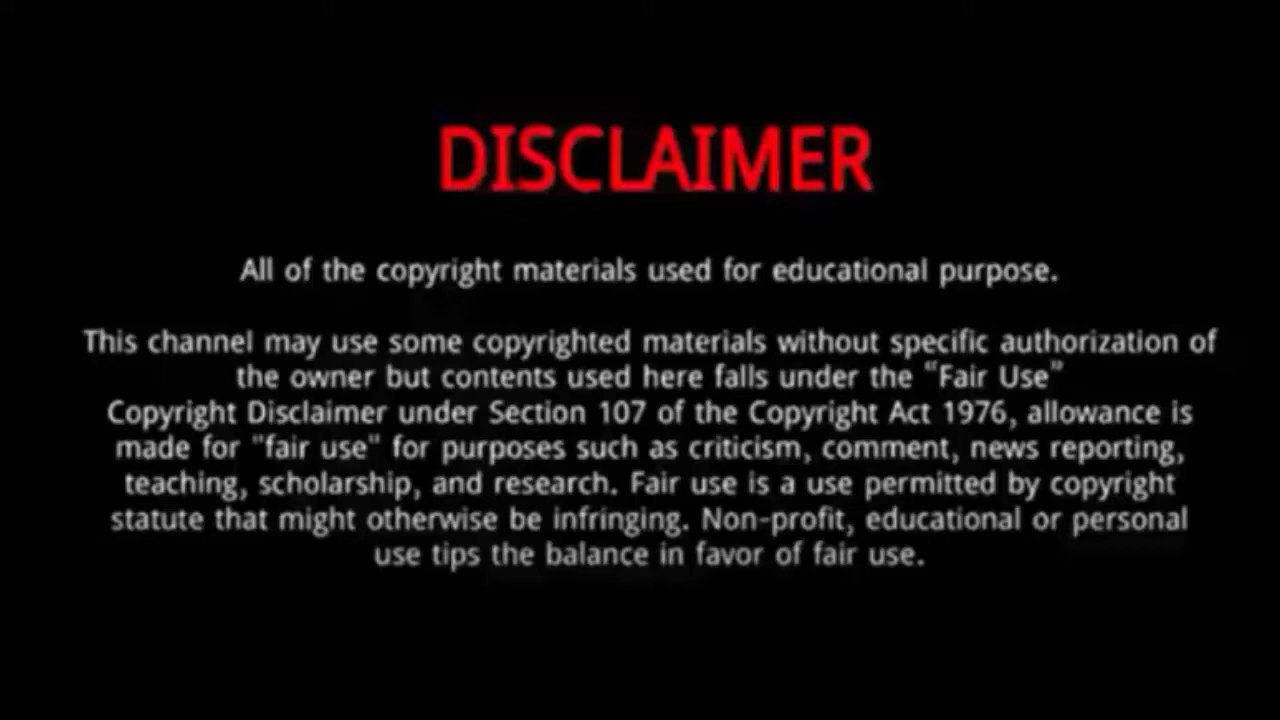 DISCLAIMER
All of the copyright materials used for educational purpose.
This channel may use some copyrighted materials without specific authorization of
the owner but contents used here falls under the “Fair Use”
Copyright Disclaimer under Section 107 of the Copyright Act 1976, allowance is
made for "fair use" for purposes such as criticism, comment, news reporting,
teaching, scholarship, and research. Fair use is a use permitted by copyright
statute that might otherwise be infringing. Non-profit, educational or personal
use tips the balance in favor of fair use.